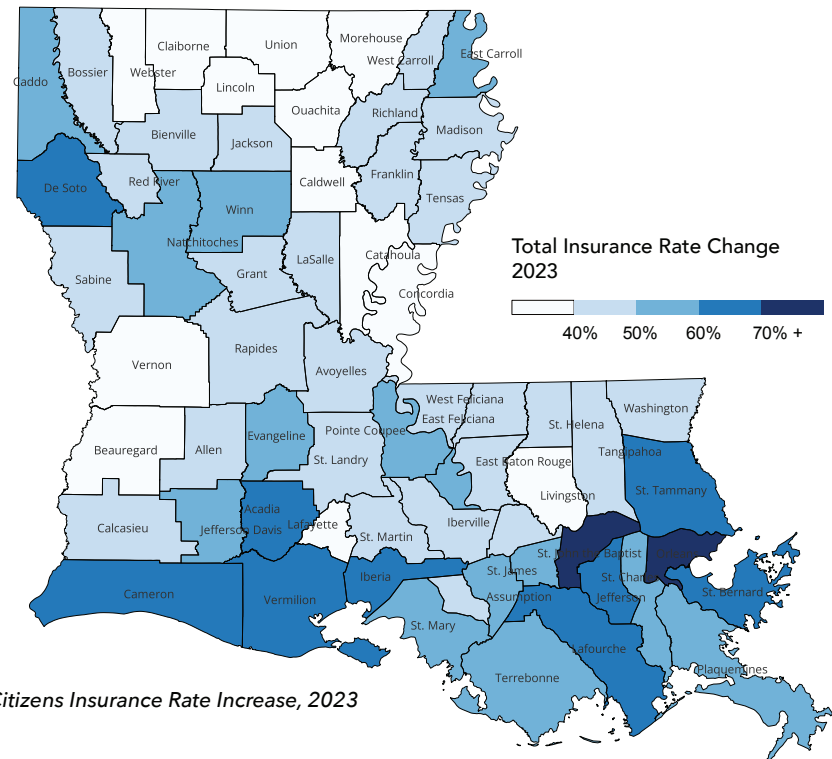 Claiborne
Union
Morehouse
West Carroll
East Carroll
Caddo
Bossier
Webster
Lincoln
Ouachita
Richland
Madison
Bienville
Jackson
De Soto
Red River
Caldwell
Franklin
Tensas
Winn
Natchitoches
Sabine
Grant
LaSalle
Catahoula
Concordia
Total Insurance Rate Change
2023
40% 50% 60% 70% +
Vernon
Rapides
Avoyelles
West Feliciana
East Feliciana
St. Helena
Washington
Beauregard
Allen
Evangeline
Pointe Coupee
St. Landry
East Baton Rouge
Tangipahoa
Livingston
St. Tammany
Calcasieu
Jefferson Davis
Acadia
Lafayette
St. Martin
Iberville
Baptist
St. James
St. Char
Jefferson
St. Bernard
Cameron
Vermilion
Iberia
Assumption
St. Mary
Lafourche
Terrebonne
Plaquemines
Citizens Insurance Rate Increase, 2023